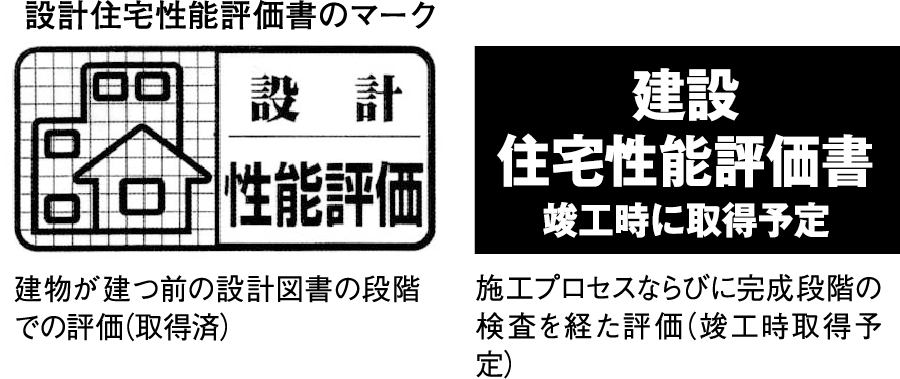 設計住宅性能評価書のマーク
設 計
性能評価
建物が建つ前の設計図書の段階
での評価(取得済)
建設
住宅性能評価書
竣工時に取得予定
施工プロセスならびに完成段階の
検査を経た評価(竣工時取得予
定)